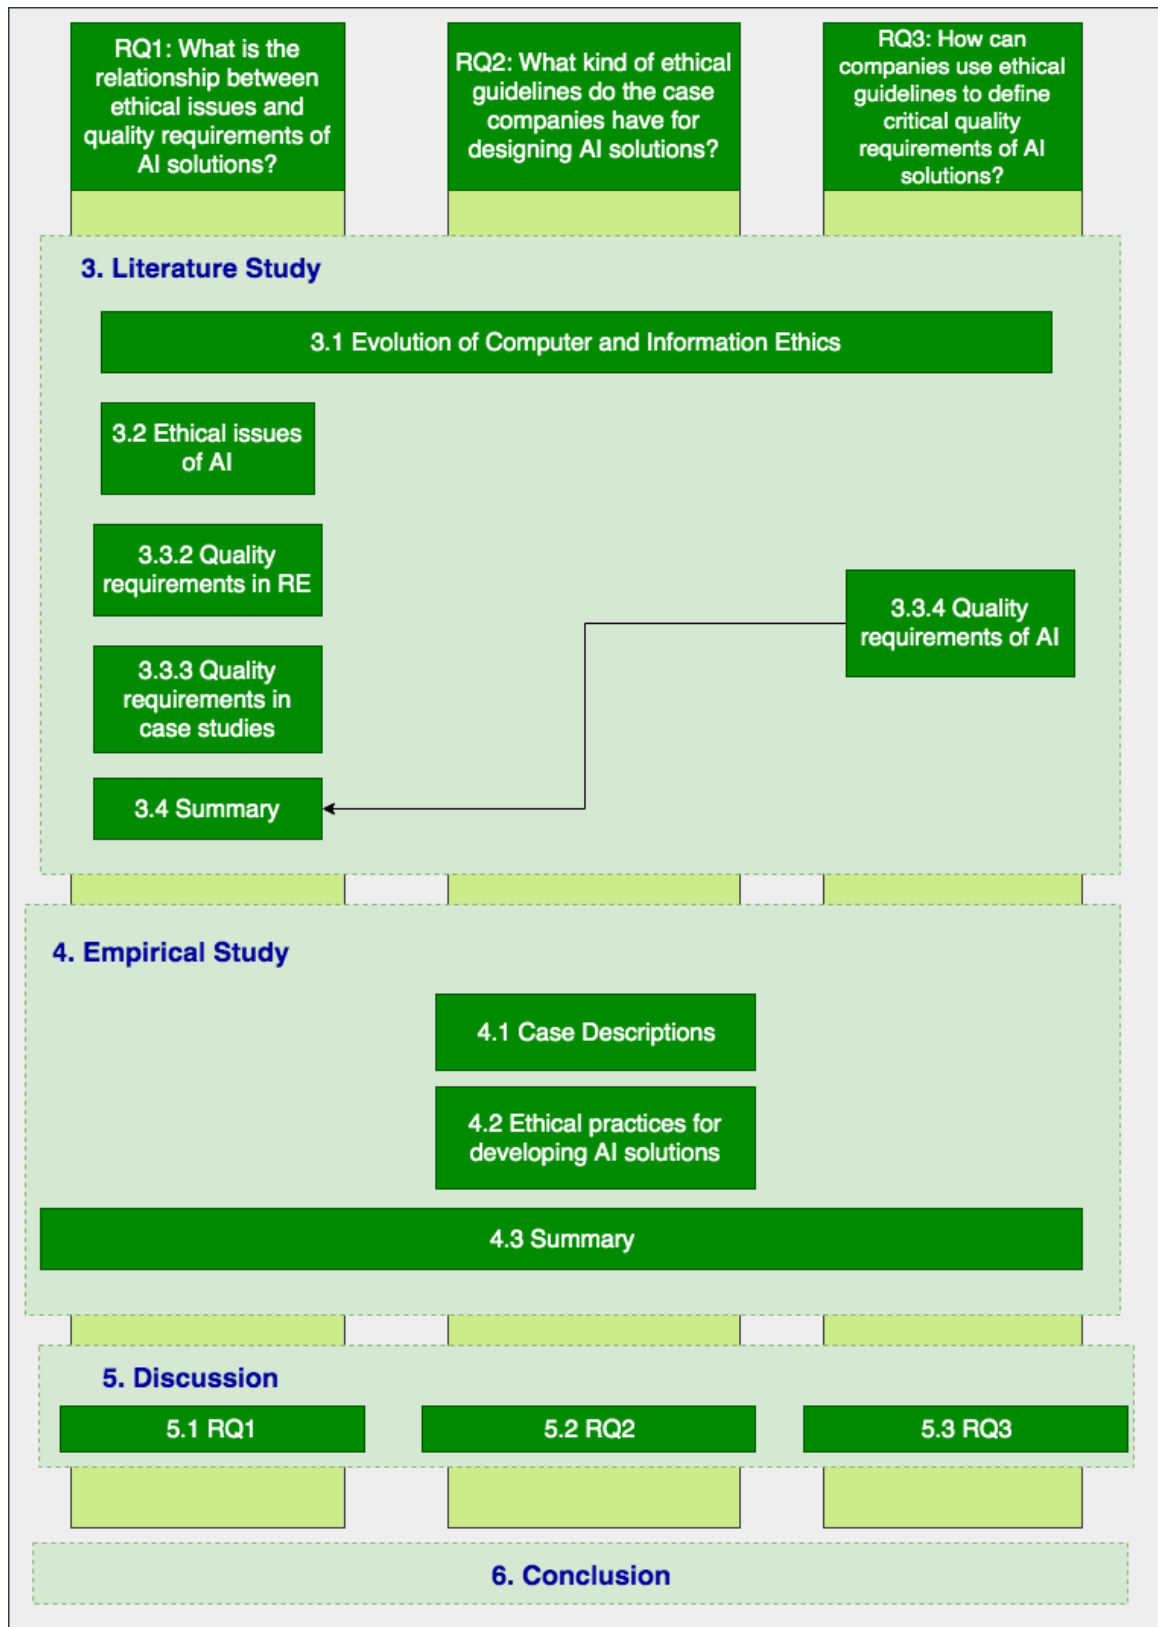 RQ1: What is the
relationship between
ethical issues and
quality requirements of
AI solutions?
RQ2: What kind of ethical
guidelines do the case
companies have for
designing AI solutions?
RQ3: How can
companies use ethical
guidelines to define
critical quality
requirements of AI
solutions?
3. Literature Study
3.1 Evolution of Computer and Information Ethics
3.2 Ethical issues
of AI
3.3.2 Quality
requirements in RE
3.3.4 Quality
requirements of AI
3.3.3 Quality
requirements in
case studies
3.4 Summary
4. Empirical Study
4.1 Case Descriptions
4.2 Ethical practices for
developing AI solutions
4.3 Summary
5. Discussion
5.1 RQ1
5.2 RQ2
5.3 RQ3
6. Conclusion